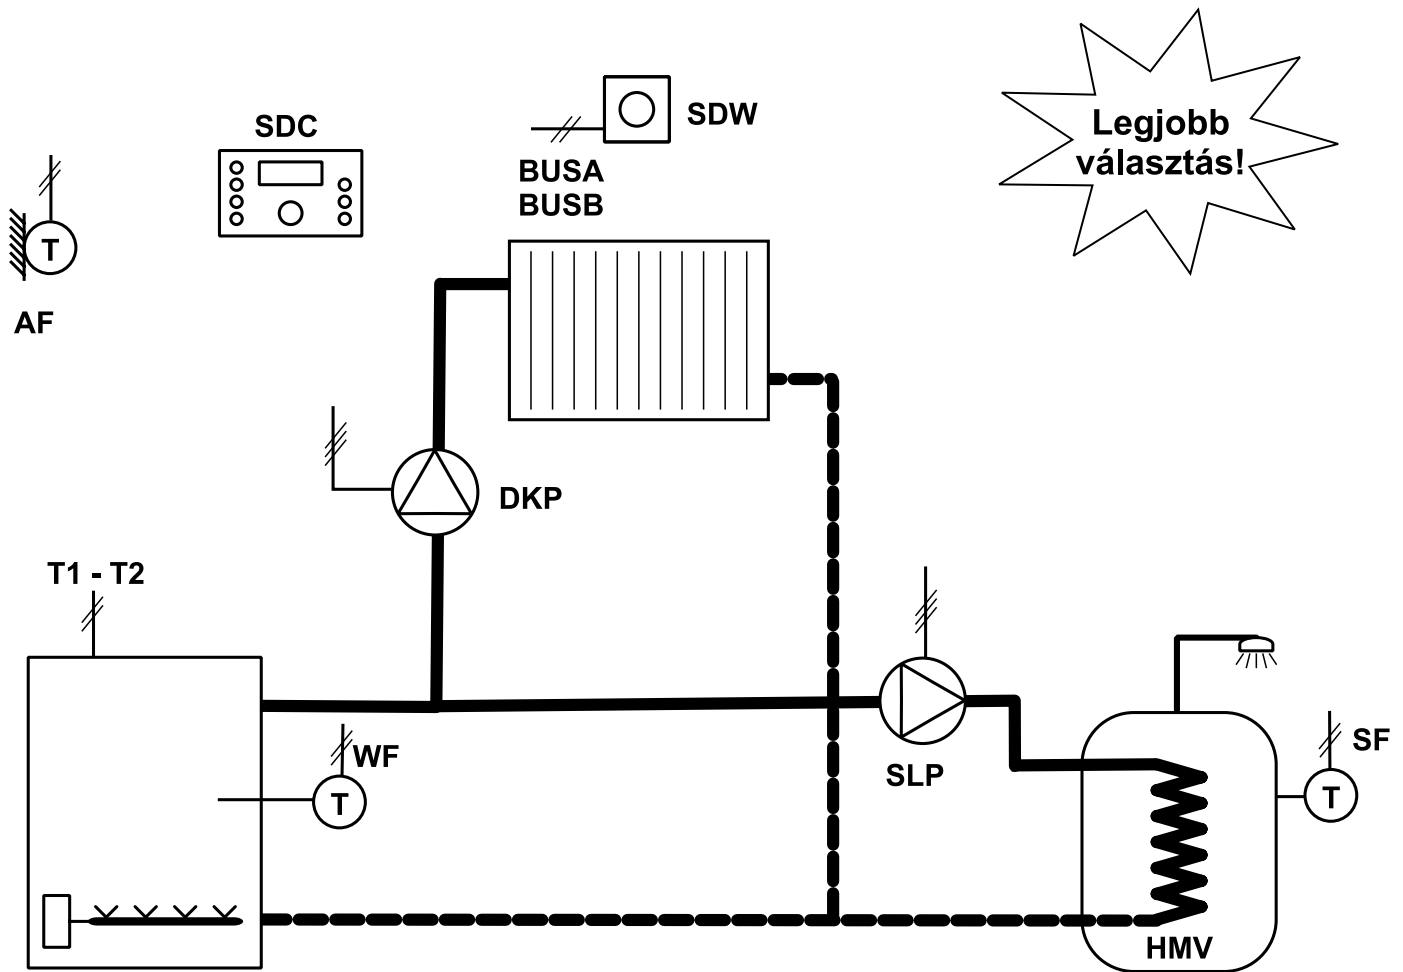 SDC
SDW
BUSA
BUSB
Legjobb
választás!
T
AF
DKP
T1 - T2
WF
T
SLP
SF
T
HMV